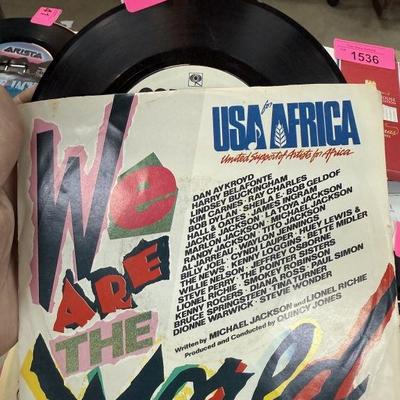 ARISTA
1536
USA for AFRICA
United Support of Artists for Africa
We
ARE
THE
World
DAN AYKROYD
HARRY BELAFONTE
LINDSEY BUCKINGHAM
KIM CARNES RAY CHARLES
BOB DYLAN SHEILA E. BOB GELDOF
HALL & OATES JAMES INGRAM
JACKIE JACKSON LA TOYA JACKSON
MARLON JACKSON MICHAEL JACKSON
RANDY JACKSON TITO JACKSON
AL JARREAU WAYLON JENNINGS
BILLY JOEL CYNDI LAUPER HUEY LEWIS &
THE NEWS KENNY LOGGINS BETTE MIDLER
WILLIE NELSON JEFFREY OSBORNE
STEVE PERRY POINTER SISTERS
LIONEL RICHIE SMOKEY ROBINSON
KENNY ROGERS DIANA ROSS PAUL SIMON
BRUCE SPRINGSTEEN TINA TURNER
DIONNE WARWICK STEVIE WONDER
Written by MICHAEL JACKSON and LIONEL RICHIE
Produced and Conducted by QUINCY JONES